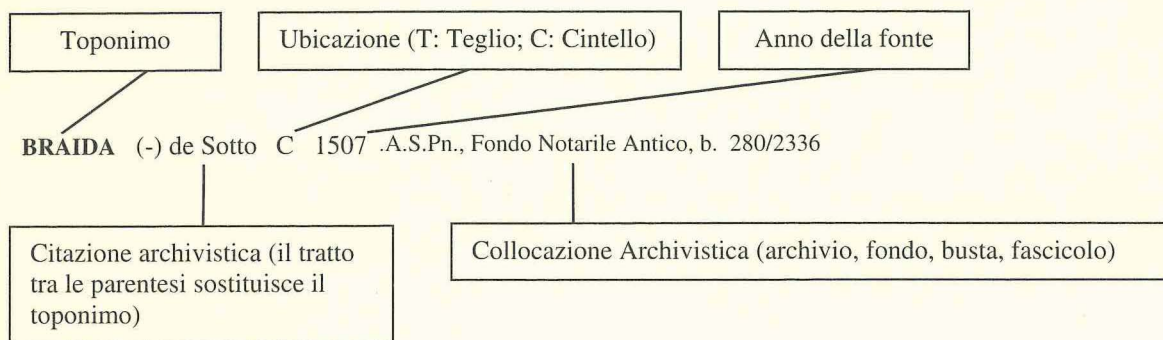 Toponimo
Ubicazione (T: Teglio; C: Cintello)
Anno della fonte
BRAIDA (-) de Sotto C 1507 .A.S.Pn., Fondo Notarile Antico, b. 280/2336
Citazione archivistica (il tratto
tra le parentesi sostituisce il
toponimo)
Collocazione Archivistica (archivio, fondo, busta, fascicolo)